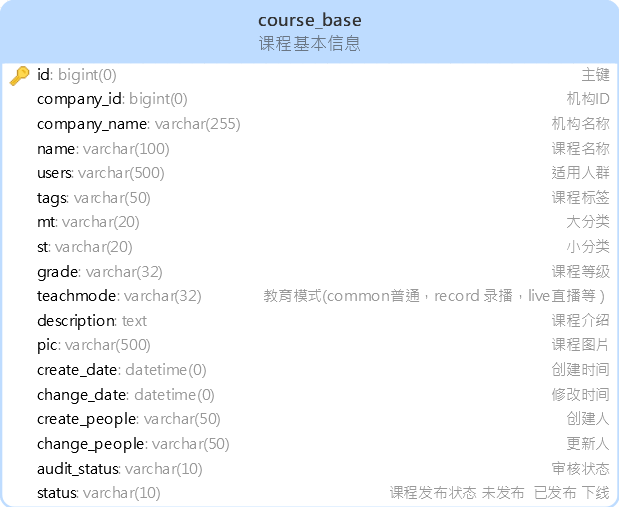 course_base
课程基本信息
id: bigint(0) 主键
company_id: bigint(0) 机构ID
company_name: varchar(255) 机构名称
name: varchar(100) 课程名称
users: varchar(500) 适用人群
tags: varchar(50) 课程标签
mt: varchar(20) 大分类
st: varchar(20) 小分类
grade: varchar(32) 课程等级
teachmode: varchar(32) 教育模式(common普通，record 录播，live直播等）
description: text 课程介绍
pic: varchar(500) 课程图片
create_date: datetime(0) 创建时间
change_date: datetime(0) 修改时间
create_people: varchar(50) 创建人
change_people: varchar(50) 更新人
audit_status: varchar(10) 审核状态
status: varchar(10) 课程发布状态 未发布 已发布 下线